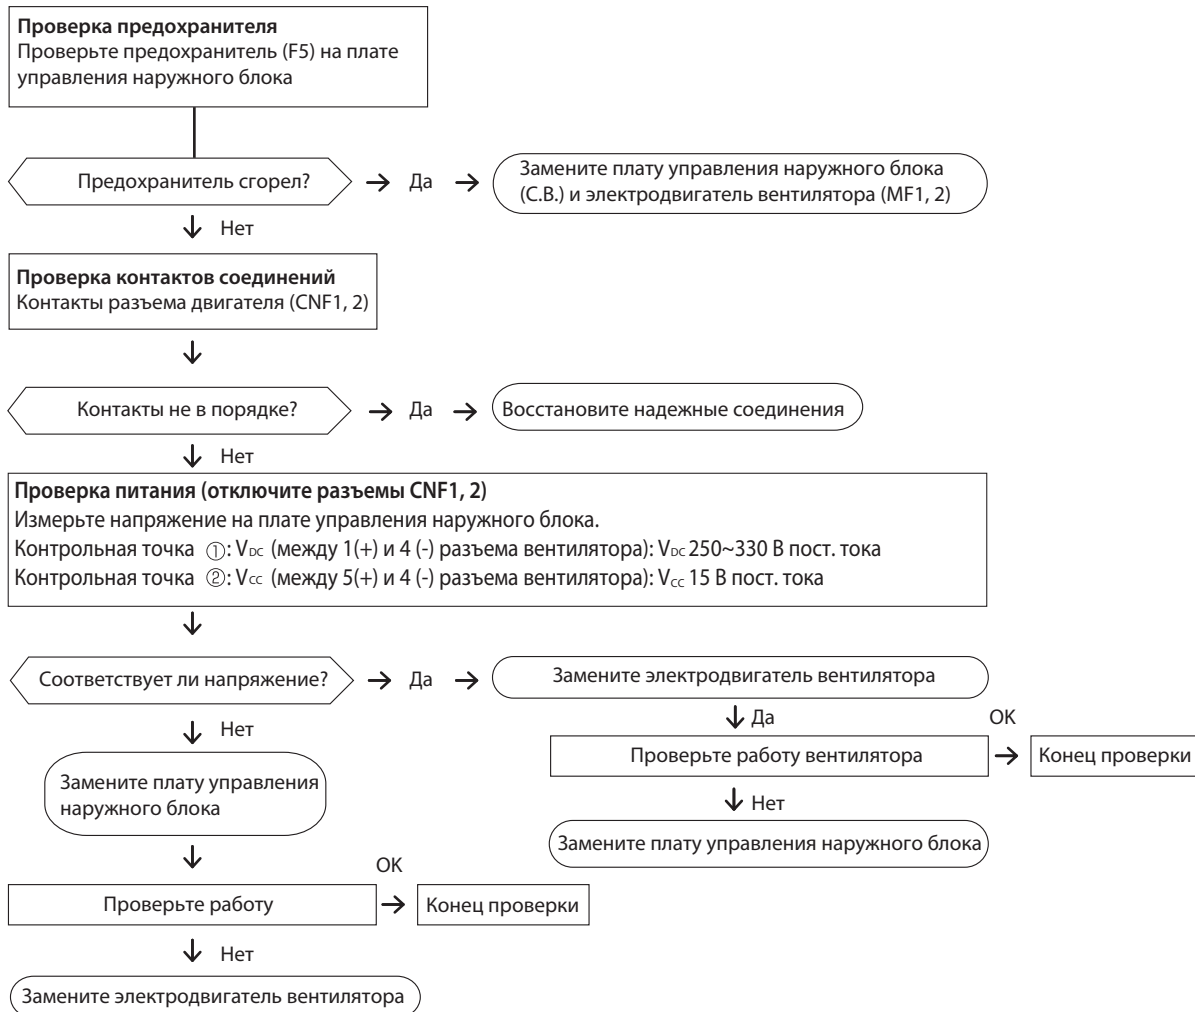 Проверка предохранителя
Проверьте предохранитель (F5) на плате
управления наружного блока
Предохранитель сгорел?
Да
Замените плату управления наружного блока
(С.В.) и электродвигатель вентилятора (MF1, 2)
Нет
Проверка контактов соединений
Контакты разъема двигателя (CNF1, 2)
Контакты не в порядке?
Да
Восстановите надежные соединения
Нет
Проверка питания (отключите разъемы CNF1, 2)
Измерьте напряжение на плате управления наружного блока.
Контрольная точка ①: VDC (между 1(+) и 4 (-) разъема вентилятора): VDC 250~330 В пост. тока
Контрольная точка ②: Vcc (между 5(+) и 4 (-) разъема вентилятора): Vcc 15 В пост. тока
Соответствует ли напряжение?
Да
Замените электродвигатель вентилятора
Да
OK
Проверьте работу вентилятора
Конец проверки
Нет
Замените плату управления наружного блока
Нет
Замените плату управления
наружного блока
OK
Проверьте работу
Конец проверки
Нет
Замените электродвигатель вентилятора